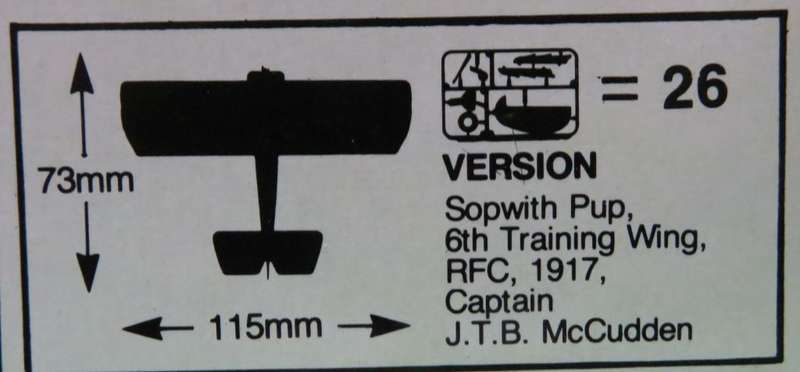 73mm
115mm
= 26
VERSION
Sopwith Pup,
6th Training Wing,
RFC, 1917,
Captain
J.T.B. McCudden